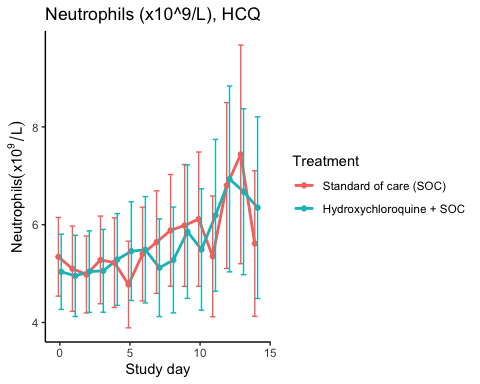 Neutrophils (x10^9/L), HCQ
Neutrophils(x10⁹/L)
8
6
4
0
5
10
15
Study day
Treatment
Standard of care (SOC)
Hydroxychloroquine + SOC